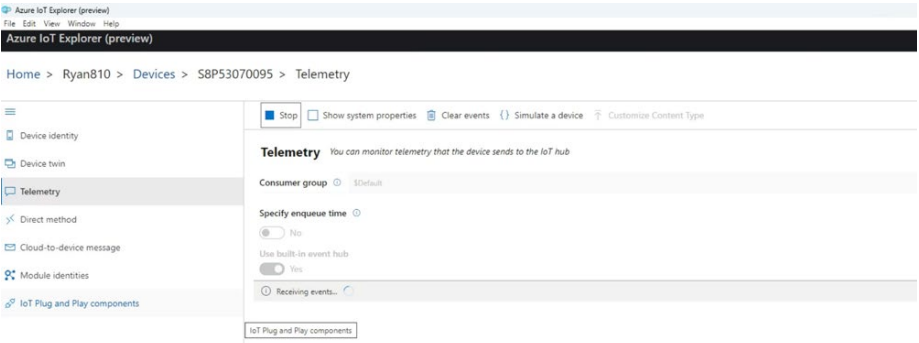 Azure IoT Explorer (preview)
File Edit View Window Help
Azure IoT Explorer (preview)
Home > Ryan810 > Devices > S8P53070095 > Telemetry
Stop Show system properties Clear events {} Simulate a device Customize Content Type
Device identity
Device twin
Telemetry
Direct method
Cloud-to-device message
Module identities
IoT Plug and Play components
Telemetry You can monitor telemetry that the device sends to the IoT hub
Consumer group $Default
Specify enqueue time
No
Use built-in event hub
Yes
Receiving events...
IoT Plug and Play components